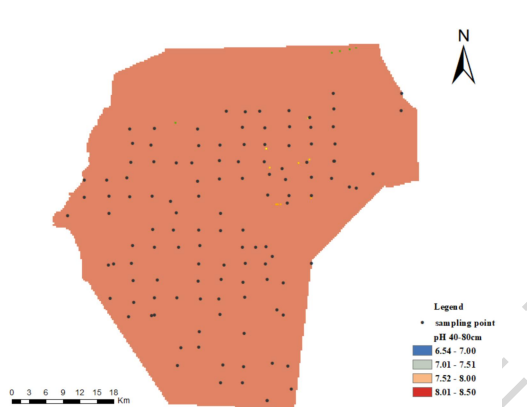 N
Legend
sampling point
pH 40-80cm
6.54 - 7.00
7.01 - 7.51
7.52 - 8.00
8.01 - 8.50
0 3 6 9 12 15 18
Km